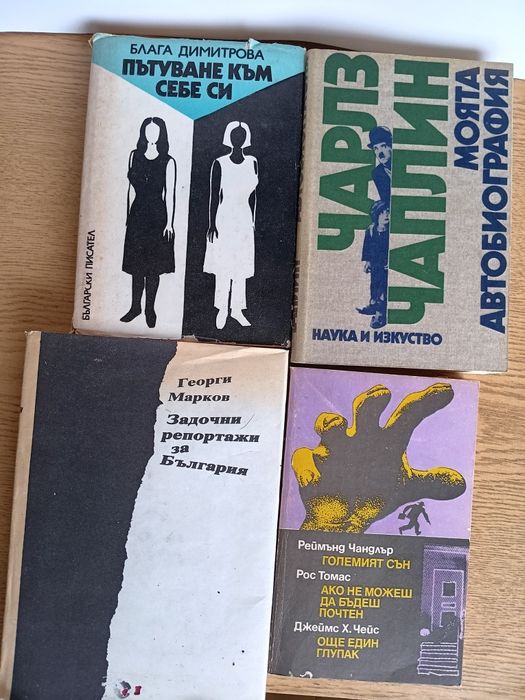 БЛАГА ДИМИТРОВА
ПЪТУВАНЕ КЪМ
СЕБЕ СИ
БЪЛГАРСКИ ПИСАТЕЛ
ЧАРЛЗ
ЧАПЛИН
МОЯТА
АВТОБИОГРАФИЯ
НАУКА И ИЗКУСТВО
Георги
Марков
Задочни
репортажи
за
България
Реймънд Чандлър
ГОЛЕМИЯТ СЪН
Рос Томас
АКО НЕ МОЖЕШ
ДА БЪДЕШ
ПОЧТЕН
Джеймс Х. Чейс
ОЩЕ ЕДИН
ГЛУПАК